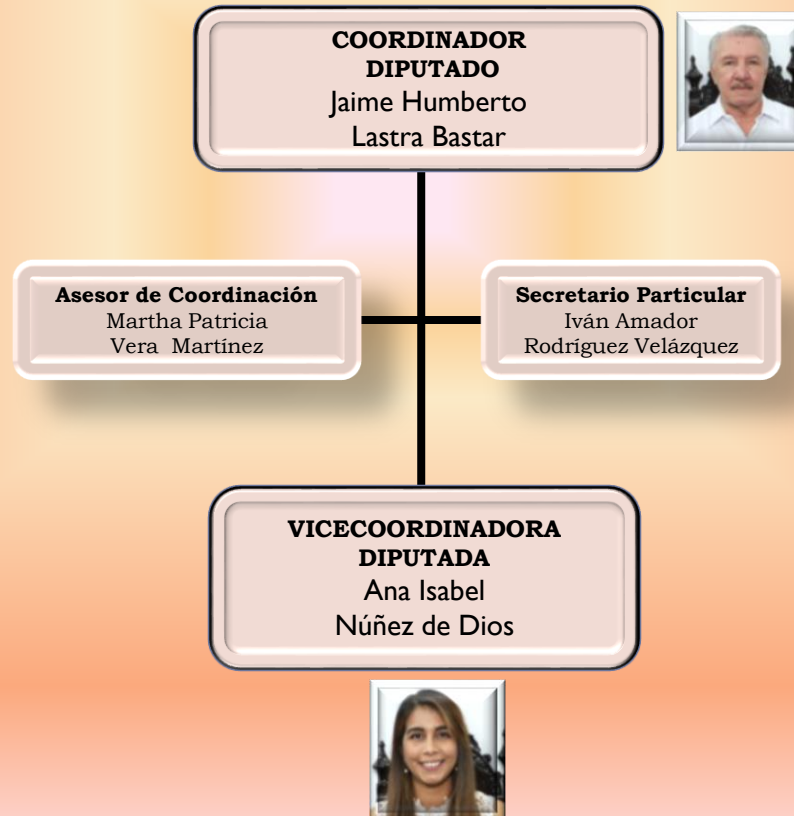 COORDINADOR
DIPUTADO
Jaime Humberto
Lastra Bastar
Asesor de Coordinación
Martha Patricia
Vera Martínez
Secretario Particular
Iván Amador
Rodríguez Velázquez
VICECOORDINADORA
DIPUTADA
Ana Isabel
Núñez de Dios